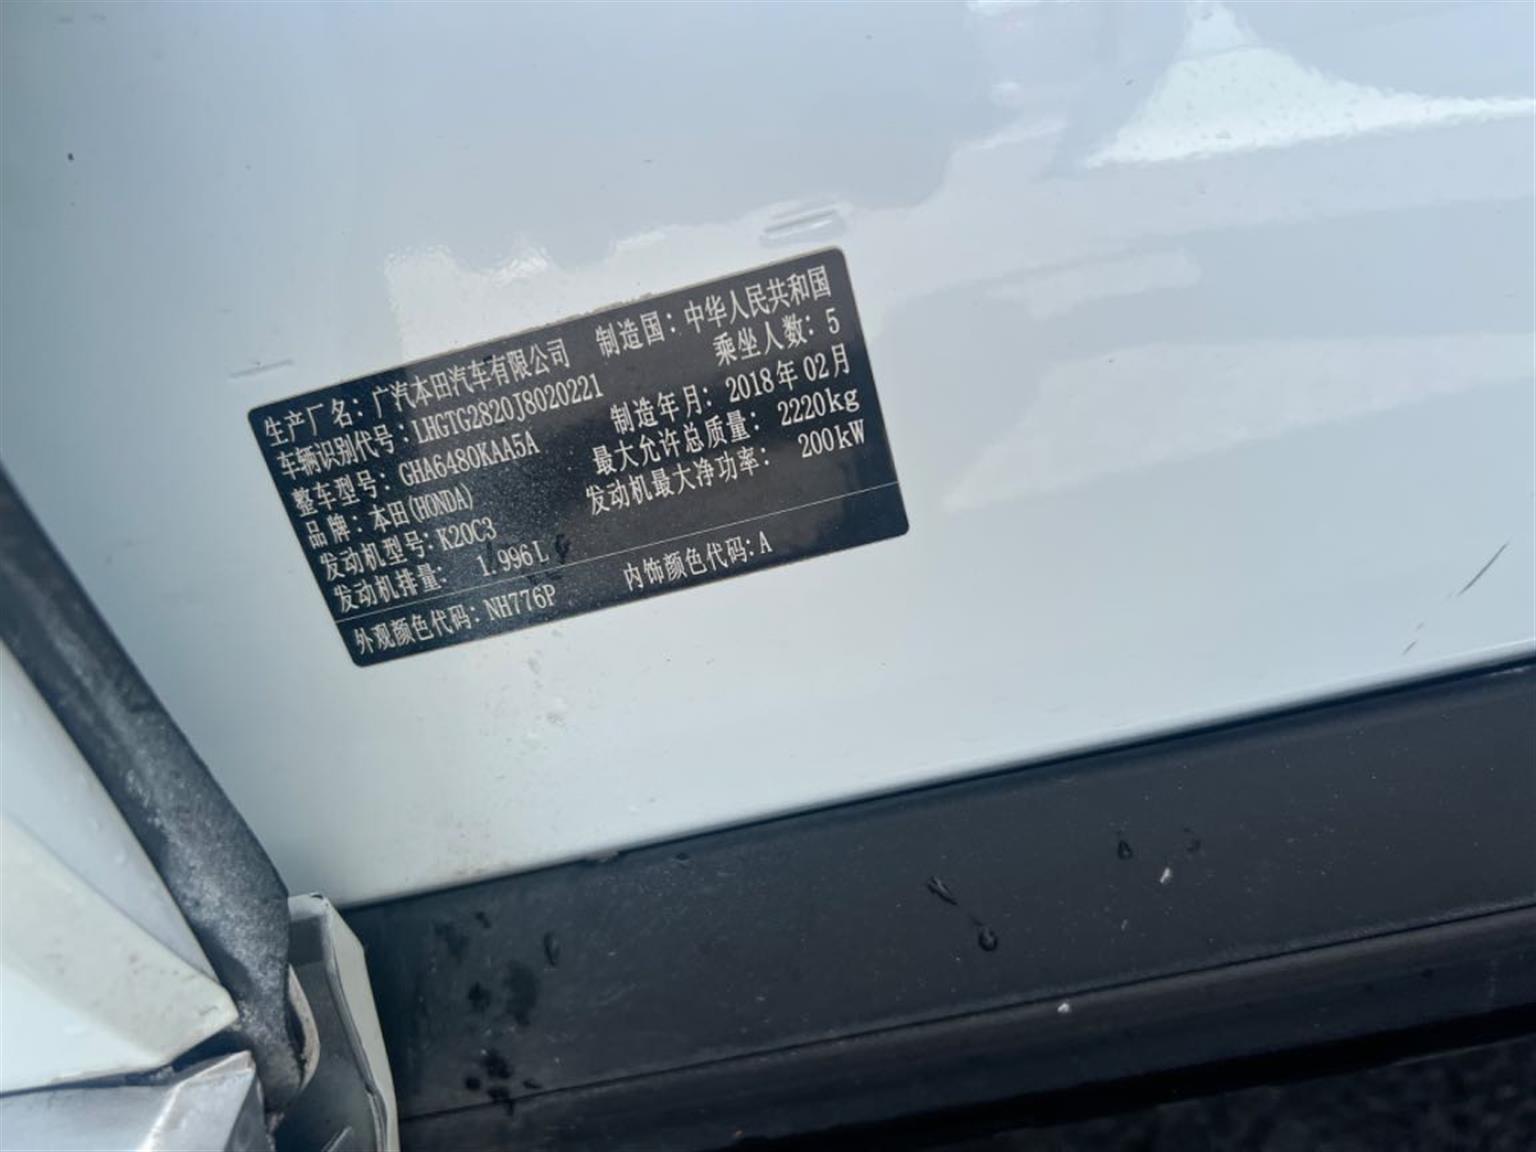 生产厂名：广汽本田汽车有限公司 制造国：中华人民共和国
车辆识别代号：LHGTG2820J8020221 乘坐人数：5
整车型号：GHA6480KAA5A 制造年月：2018年02月
品牌：本田(HONDA) 最大允许总质量：2220kg
发动机型号：K20C3 发动机最大净功率：200kW
发动机排量：1.996L
外观颜色代码：NH776P 内饰颜色代码：A